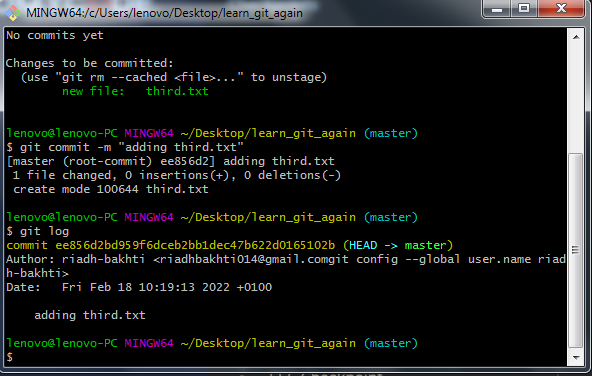 MINGW64:/c/Users/lenovo/Desktop/learn_git_again
No commits yet
Changes to be committed:
  (use "git rm --cached <file>..." to unstage)
        new file:   third.txt
lenovo@lenovo-PC MINGW64 ~/Desktop/learn_git_again (master)
$ git commit -m "adding third.txt"
[master (root-commit) ee856d2] adding third.txt
 1 file changed, 0 insertions(+), 0 deletions(-)
 create mode 100644 third.txt
lenovo@lenovo-PC MINGW64 ~/Desktop/learn_git_again (master)
$ git log
commit ee856d2bd959f6dceb2bb1dec47b622d0165102b (HEAD -> master)
Author: riadh-bakhti <riadhbakhti014@gmail.comgit config --global user.name riad
h-bakhti>
Date:   Fri Feb 18 10:19:13 2022 +0100
    adding third.txt
lenovo@lenovo-PC MINGW64 ~/Desktop/learn_git_again (master)
$